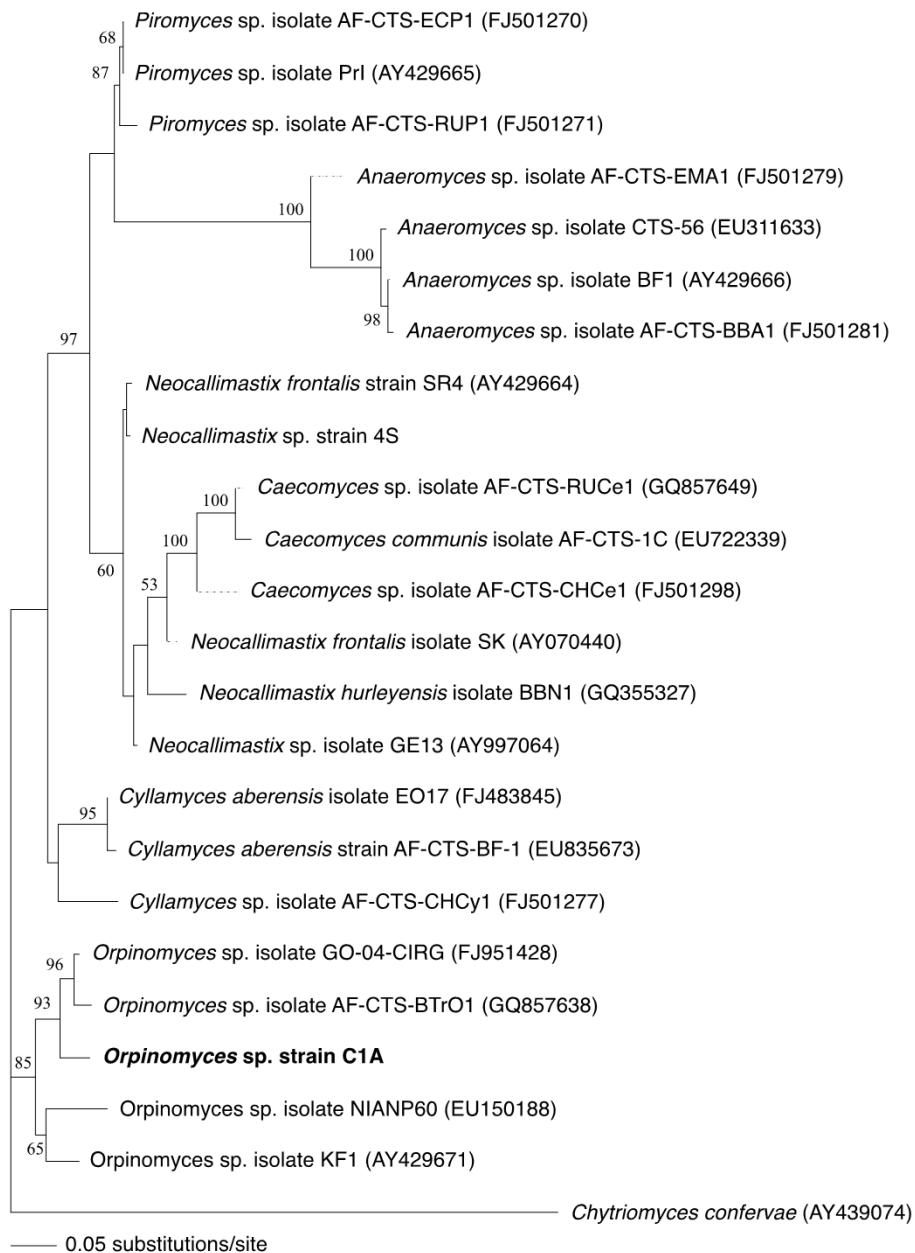 Piromyces sp. isolate AF-CTS-ECP1 (FJ501270)
68
87
Piromyces sp. isolate PrI (AY429665)
Piromyces sp. isolate AF-CTS-RUP1 (FJ501271)
Anaeromyces sp. isolate AF-CTS-EMA1 (FJ501279)
100
Anaeromyces sp. isolate CTS-56 (EU311633)
100
Anaeromyces sp. isolate BF1 (AY429666)
98
Anaeromyces sp. isolate AF-CTS-BBA1 (FJ501281)
97
Neocallimastix frontalis strain SR4 (AY429664)
Neocallimastix sp. strain 4S
Caecomyces sp. isolate AF-CTS-RUCe1 (GQ857649)
100
Caecomyces communis isolate AF-CTS-1C (EU722339)
100
60
53
Caecomyces sp. isolate AF-CTS-CHCe1 (FJ501298)
Neocallimastix frontalis isolate SK (AY070440)
Neocallimastix hurleyensis isolate BBN1 (GQ355327)
Neocallimastix sp. isolate GE13 (AY997064)
Cyllamyces aberensis isolate EO17 (FJ483845)
95
Cyllamyces aberensis strain AF-CTS-BF-1 (EU835673)
Cyllamyces sp. isolate AF-CTS-CHCy1 (FJ501277)
Orpinomyces sp. isolate GO-04-CIRG (FJ951428)
96
93
Orpinomyces sp. isolate AF-CTS-BTrO1 (GQ857638)
Orpinomyces sp. strain C1A
85
Orpinomyces sp. isolate NIANP60 (EU150188)
65
Orpinomyces sp. isolate KF1 (AY429671)
Chytriomyces confervae (AY439074)
0.05 substitutions/site